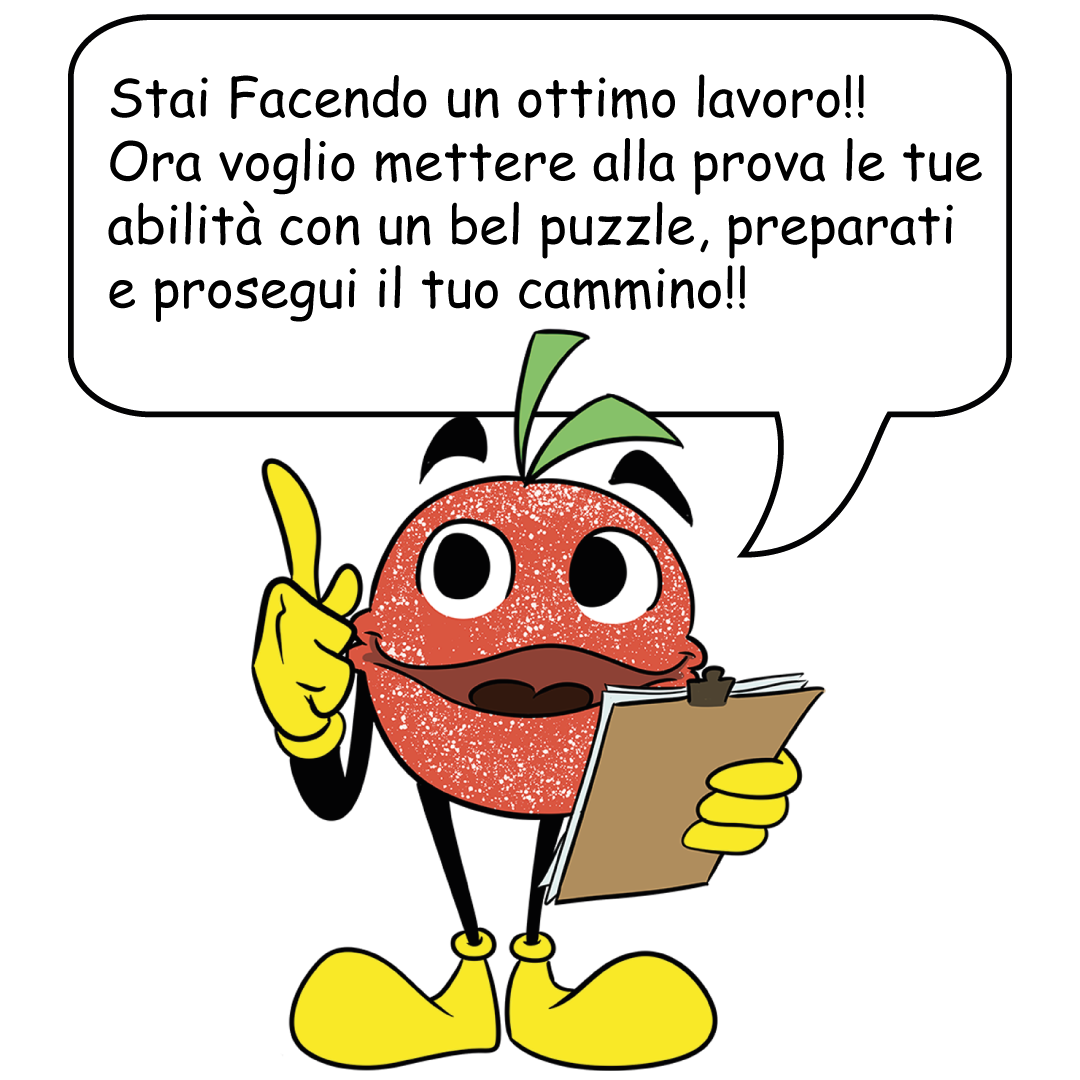 Stai Facendo un ottimo lavoro!!
Ora voglio mettere alla prova le tue
abilità con un bel puzzle, preparati
e prosegui il tuo cammino!!